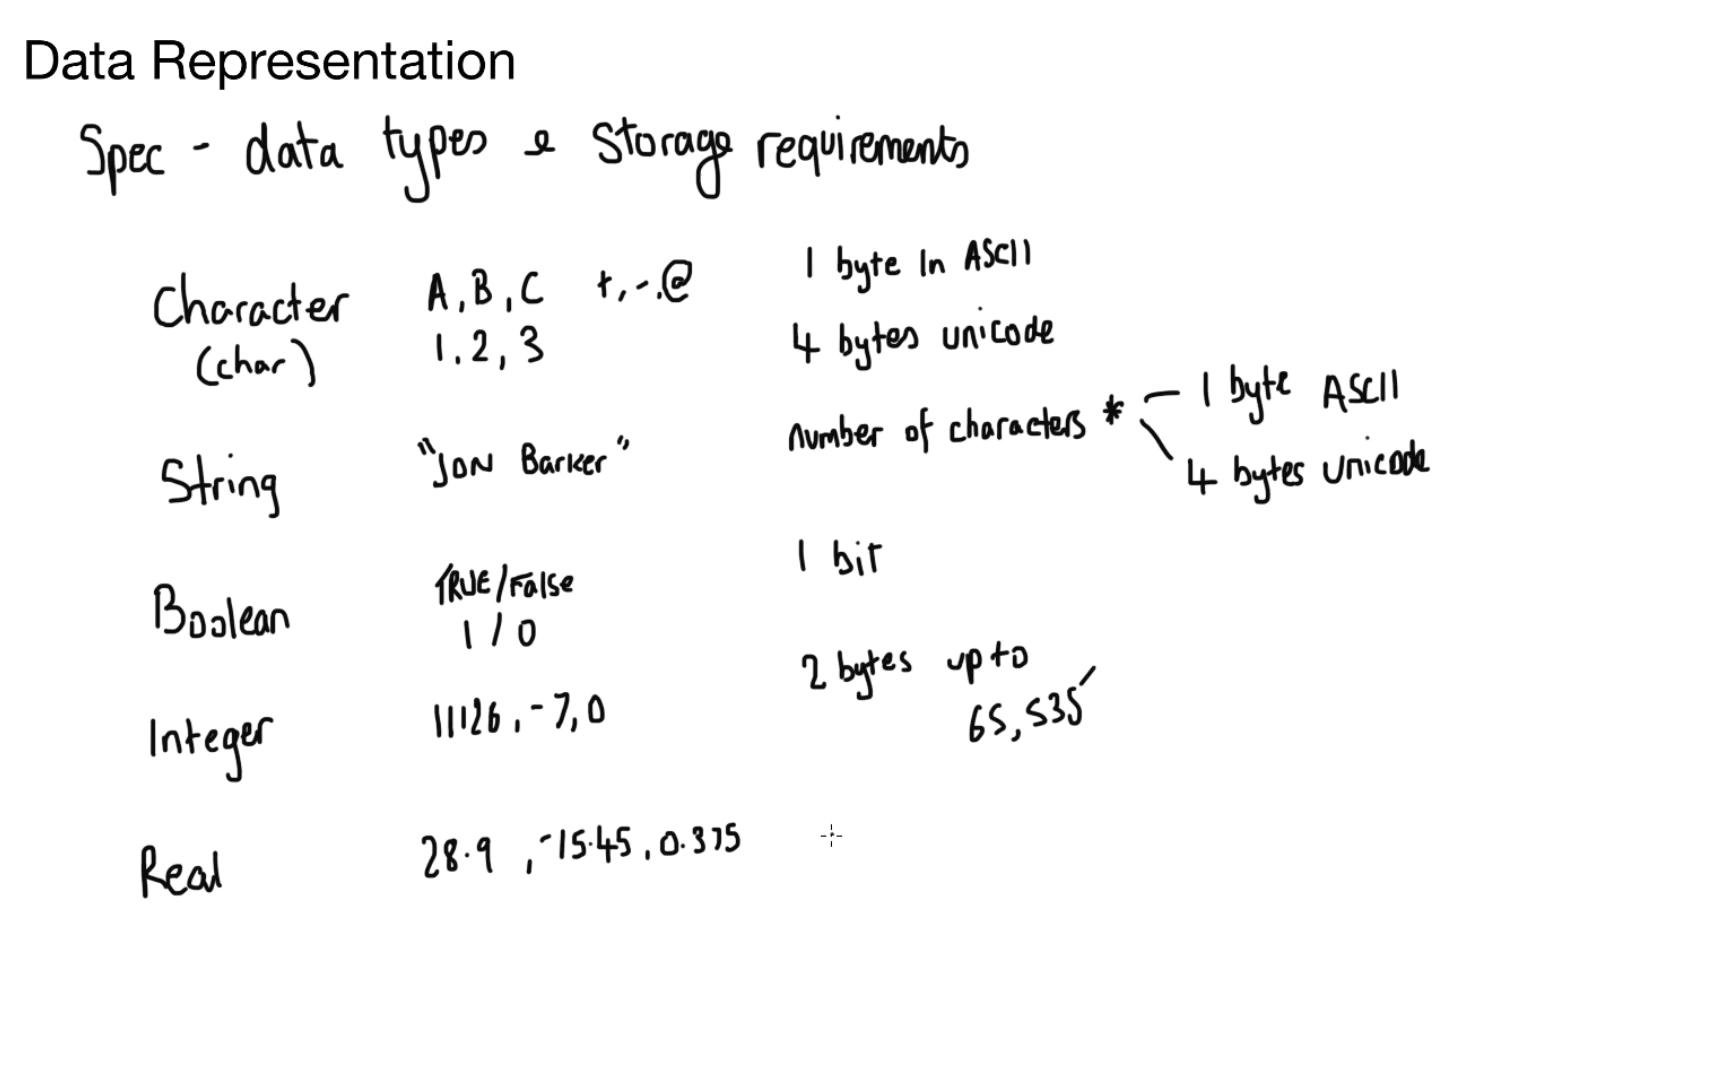 Data Representation
Spec - data types & storage requirements
Character A, B, C +, -. @ 1 byte In ASCII
(char) 1. 2, 3 4 bytes unicode
String "JON Barker" number of characters * 1 byte ASCII
4 bytes unicode
Boolean TRUE/False 1 bit
1 / 0
Integer 11126, -7, 0 2 bytes up to
65,535
Real 28.9, -15.45, 0.375